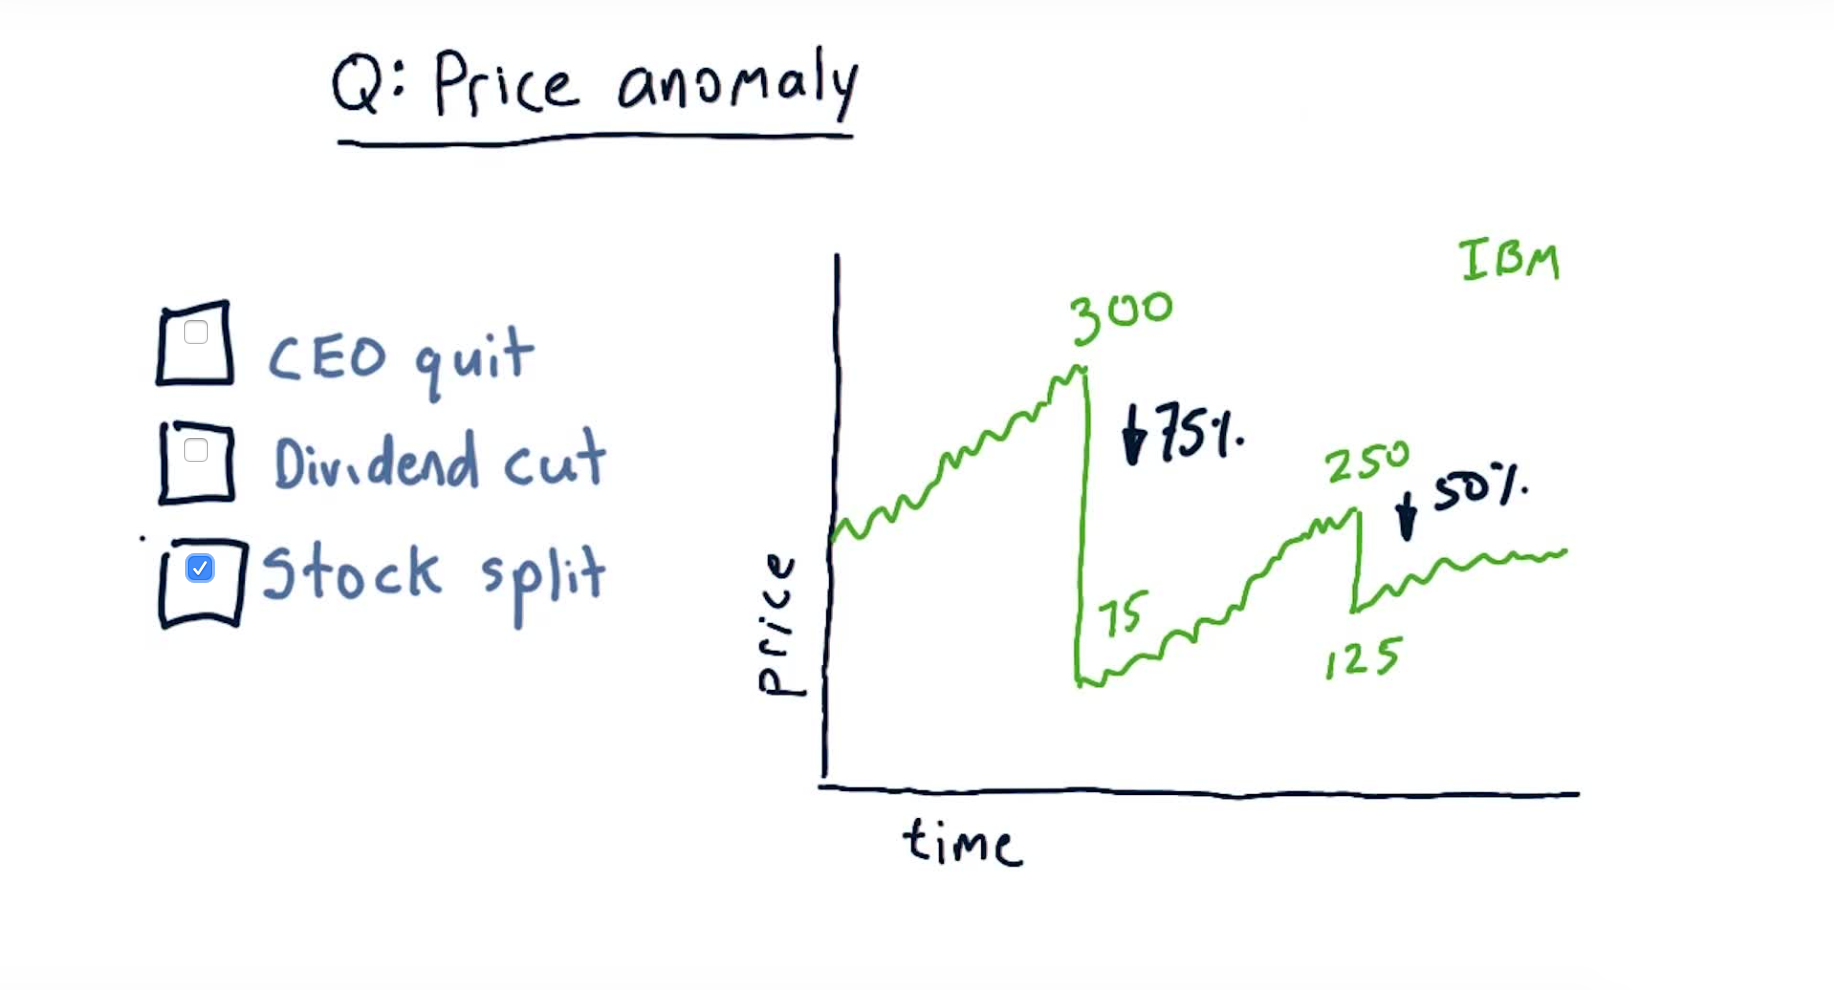 Q: Price anomaly
CEO quit
Dividend cut
Stock split
IBM
300
↓75%
250
↓50%
75
125
Price
time